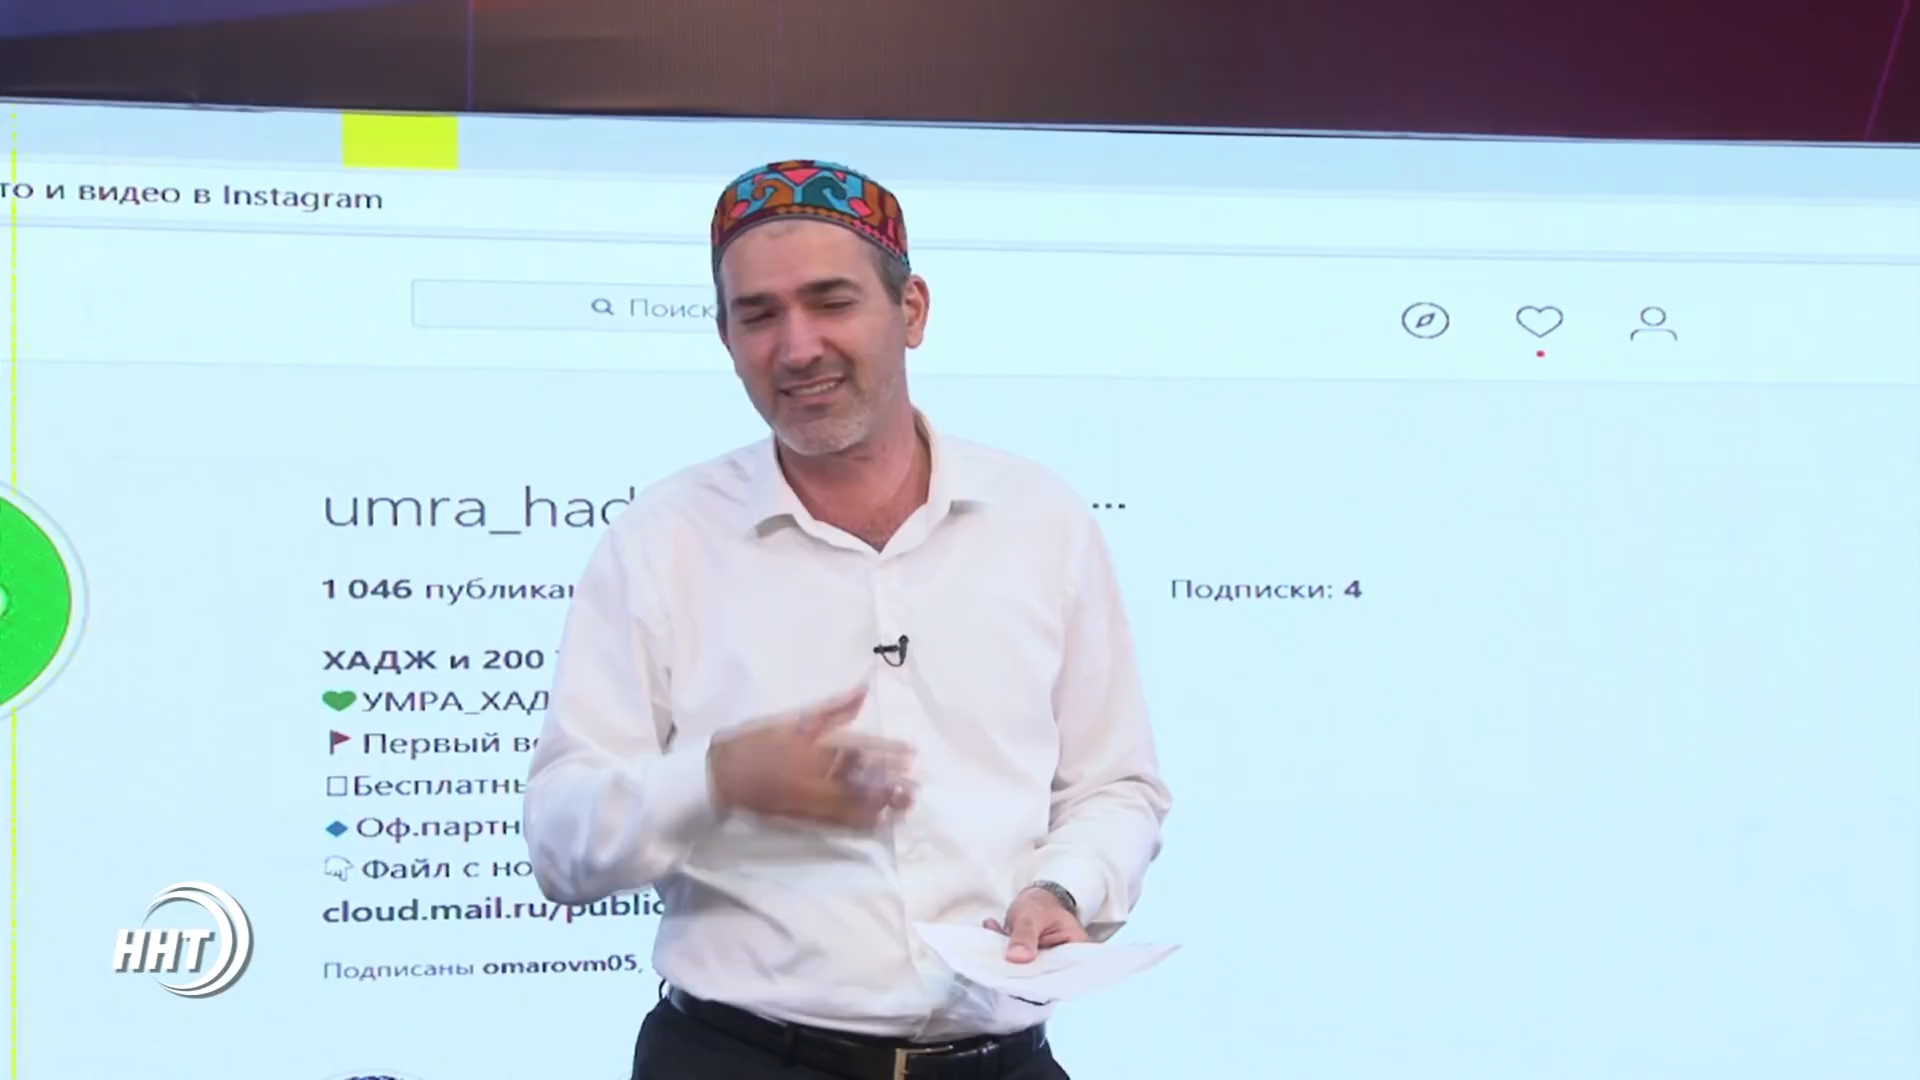 то и видео в Instagram
Поиск
umra_had
...
1 046 публика
Подписки: 4
ХАДЖ и 200
УМРА_ХАД
Первый в
Бесплатны
Оф.партн
Файл с но
cloud.mail.ru/public
Подписаны omarovm05,
ННТ